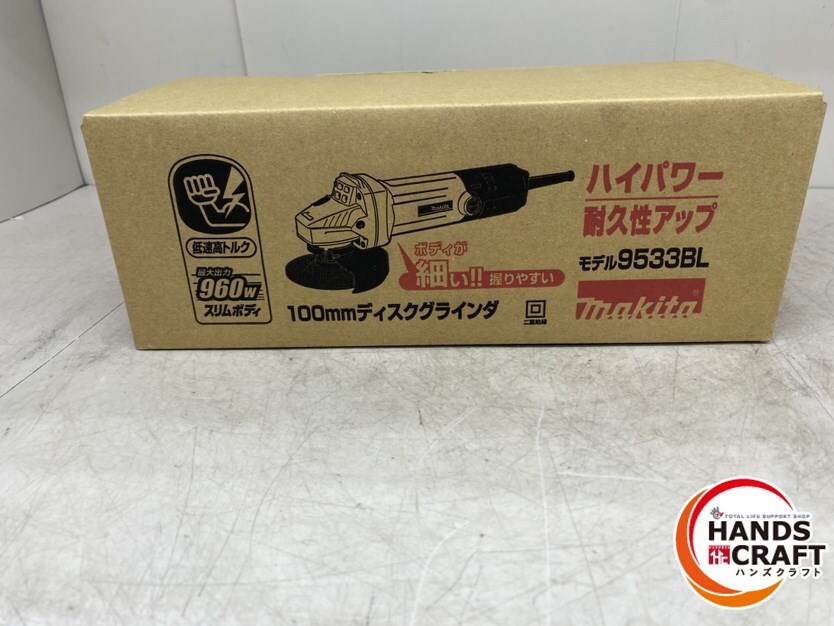 低速高トルク
最大出力
960W
スリムボディ
makita
ボディが
細い!! 握りやすい
100mmディスクグラインダ
二重絶縁
ハイパワー
耐久性アップ
モデル9533BL
makita
TOTAL LIFE SUPPORT SHOP
HANDS
CRAFT
ハンズクラフト